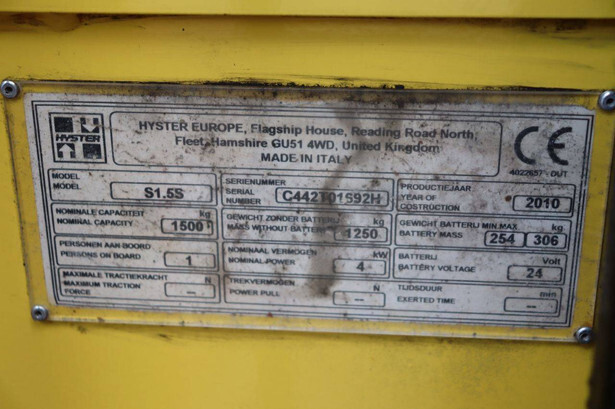 HYSTER
HYSTER EUROPE, Flagship House, Reading Road North,
Fleet, Hamshire GU51 4WD, United Kingdom
MADE IN ITALY
CE
4022657 - DUT
MODEL
MODEL
S1.5S
SERIENUMMER
SERIAL
NUMBER
PRODUCTIEJAAR
YEAR OF
COSTRUCTION
2010
NOMINALE CAPACITEIT
NOMINAL CAPACITY
kg
1500
GEWICHT ZONDER BATTERIJ
MASS WITHOUT BATTERY
1250
GEWICHT BATTERIJ MIN.MAX
BATTERY MASS
kg
254
306
PERSONEN AAN BOORD
PERSONS ON BOARD
1
NOMINAAL VERMOGEN
NOMINAL-POWER
kW
4
BATTERLIJ
BATTERY VOLTAGE
Volt
24
MAXIMALE TRACTIEKRACHT
MAXIMUM TRACTION
FORCE
N
--
TREKVERMOGEN
POWER PULL
N
--
TIJDSDUUR
EXERTED TIME
min
--